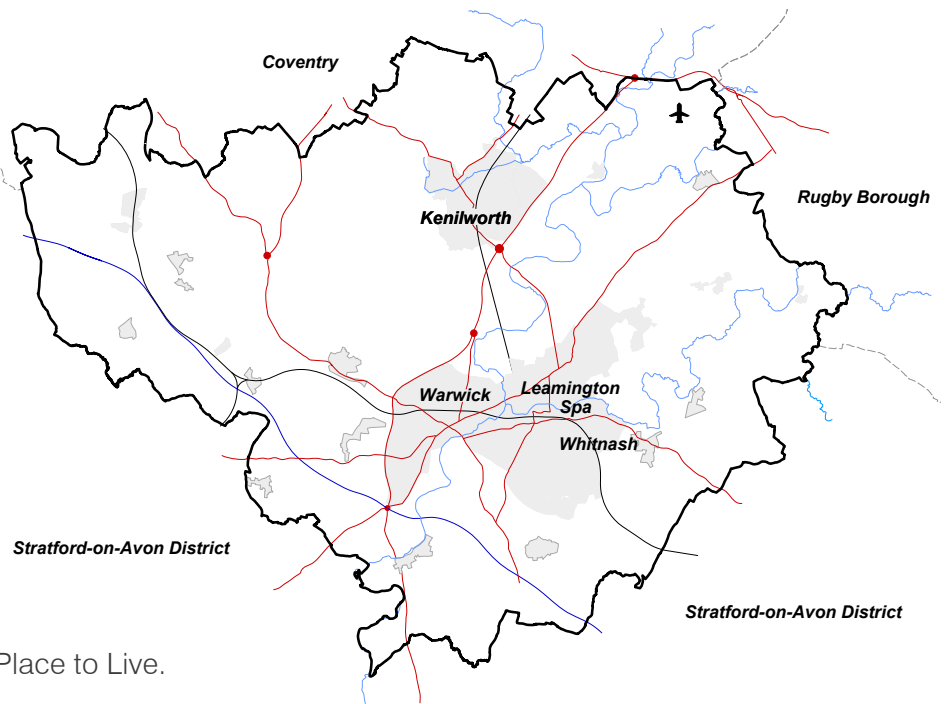 Coventry
Rugby Borough
Kenilworth
Warwick
Leamington
Spa
Whitnash
Stratford-on-Avon District
Stratford-on-Avon District
Place to Live.